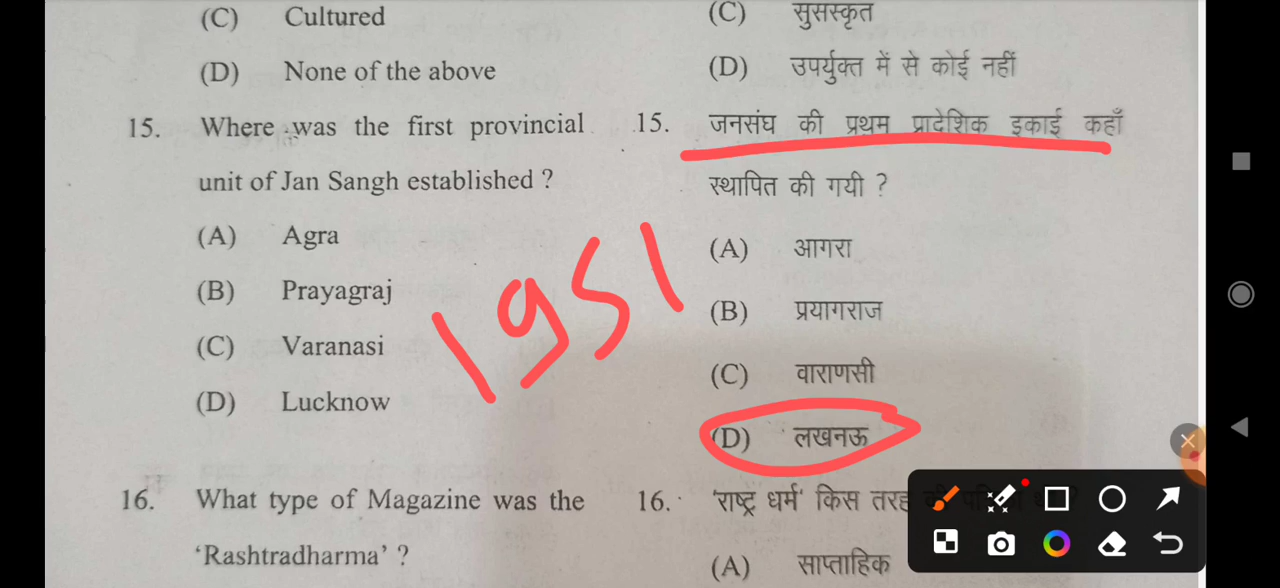 (C) Cultured
(D) None of the above
15. Where was the first provincial
unit of Jan Sangh established ?
(A) Agra
(B) Prayagraj
(C) Varanasi
(D) Lucknow
16. What type of Magazine was the
'Rashtradharma' ?
(C) सुसस्कृत
(D) उपर्युक्त में से कोई नहीं
15. जनसंघ की प्रथम प्रादेशिक इकाई कहाँ
स्थापित की गयी ?
(A) आगरा
(B) प्रयागराज
(C) वाराणसी
(D) लखनऊ
16. 'राष्ट्र धर्म' किस तरह
(A) साप्ताहिक
1951